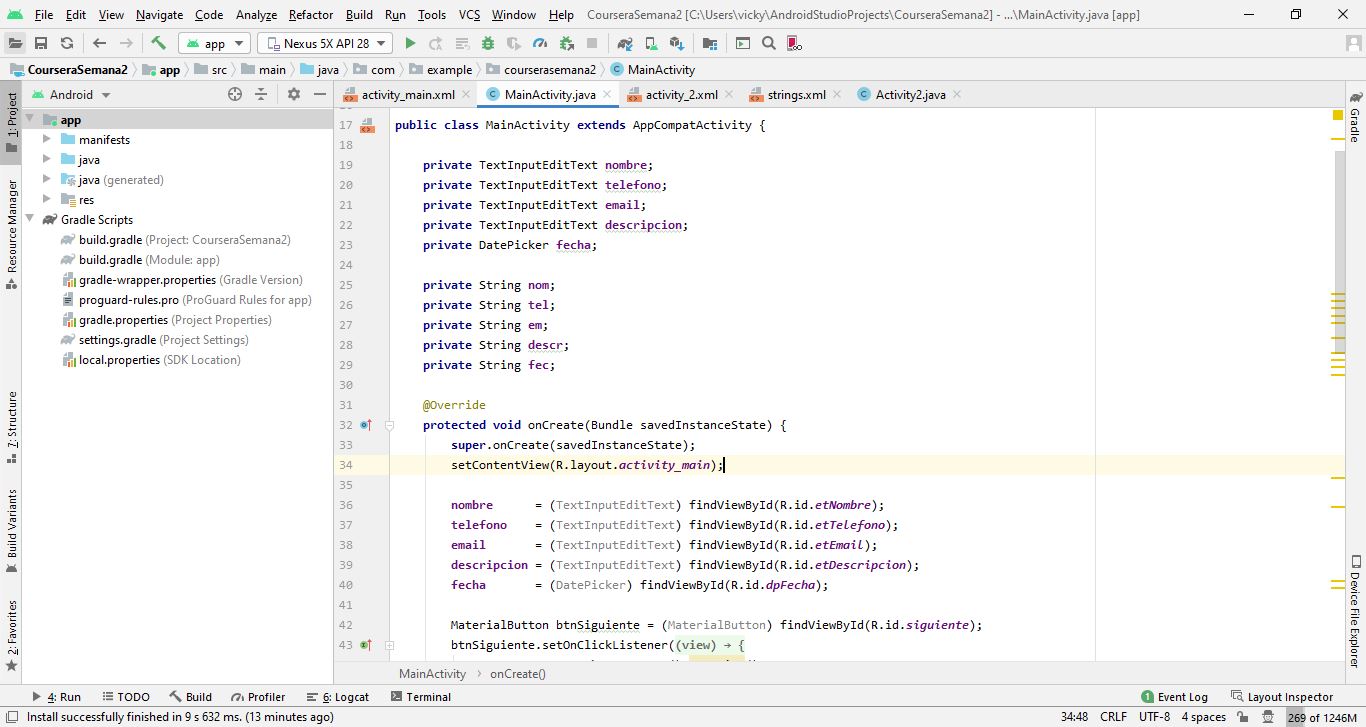 File Edit View Navigate Code Analyze Refactor Build Run Tools VCS Window Help CourseraSemana2 [C:\Users\vicky\AndroidStudioProjects\CourseraSemana2] - ...\MainActivity.java [app]
app Nexus 5X API 28
CourseraSemana2 app src main java com example courserasemana2 MainActivity
Android
activity_main.xml MainActivity.java activity_2.xml strings.xml Activity2.java
1: Project
Resource Manager
7: Structure
Build Variants
2: Favorites
app
manifests
java
java (generated)
res
Gradle Scripts
build.gradle (Project: CourseraSemana2)
build.gradle (Module: app)
gradle-wrapper.properties (Gradle Version)
proguard-rules.pro (ProGuard Rules for app)
gradle.properties (Project Properties)
settings.gradle (Project Settings)
local.properties (SDK Location)
17 public class MainActivity extends AppCompatActivity {
18
19 private TextInputEditText nombre;
20 private TextInputEditText telefono;
21 private TextInputEditText email;
22 private TextInputEditText descripcion;
23 private DatePicker fecha;
24
25 private String nom;
26 private String tel;
27 private String em;
28 private String descr;
29 private String fec;
30
31 @Override
32 protected void onCreate(Bundle savedInstanceState) {
33 super.onCreate(savedInstanceState);
34 setContentView(R.layout.activity_main);
35
36 nombre = (TextInputEditText) findViewById(R.id.etNombre);
37 telefono = (TextInputEditText) findViewById(R.id.etTelefono);
38 email = (TextInputEditText) findViewById(R.id.etEmail);
39 descripcion = (TextInputEditText) findViewById(R.id.etDescripcion);
40 fecha = (DatePicker) findViewById(R.id.dpFecha);
41
42 MaterialButton btnSiguiente = (MaterialButton) findViewById(R.id.siguiente);
43 btnSiguiente.setOnClickListener((view) → {
MainActivity onCreate()
Gradle
Device File Explorer
4: Run TODO Build Profiler 6: Logcat Terminal 1 Event Log Layout Inspector
Install successfully finished in 9 s 632 ms. (13 minutes ago) 34:48 CRLF UTF-8 4 spaces 269 of 1246M